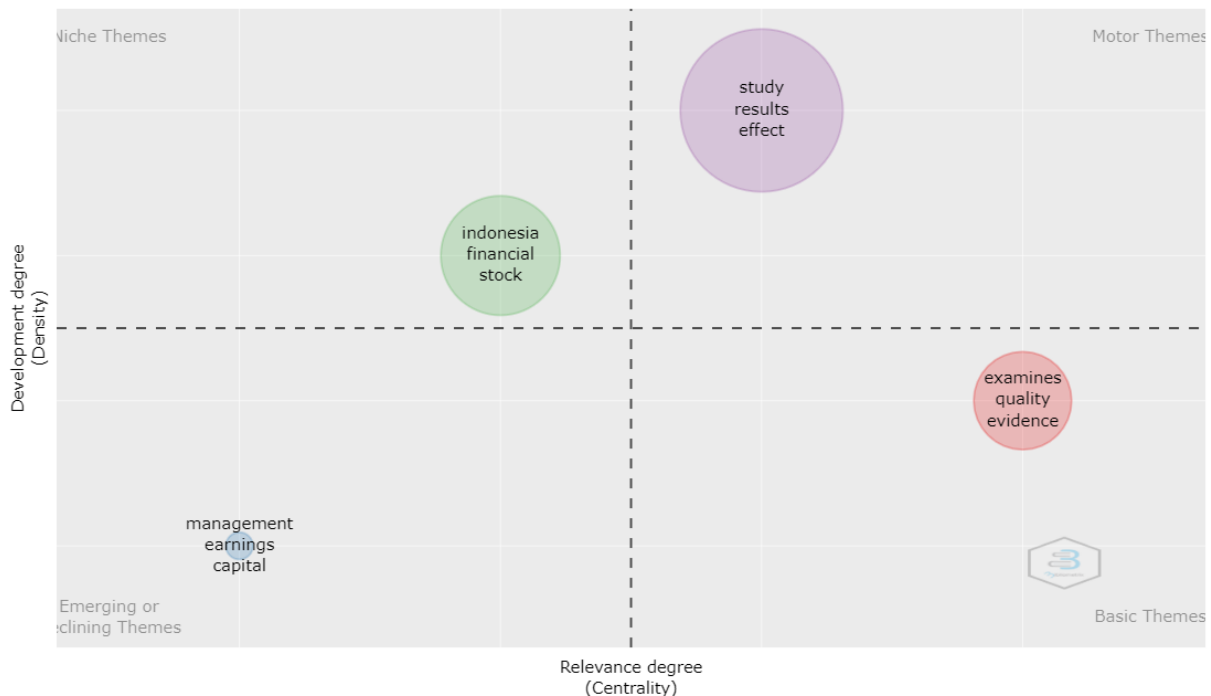 Niche Themes
Motor Themes
study
results
effect
indonesia
financial
stock
Development degree
(Density)
examines
quality
evidence
management
earnings
capital
Emerging or
eclining Themes
Basic Themes
Relevance degree
(Centrality)